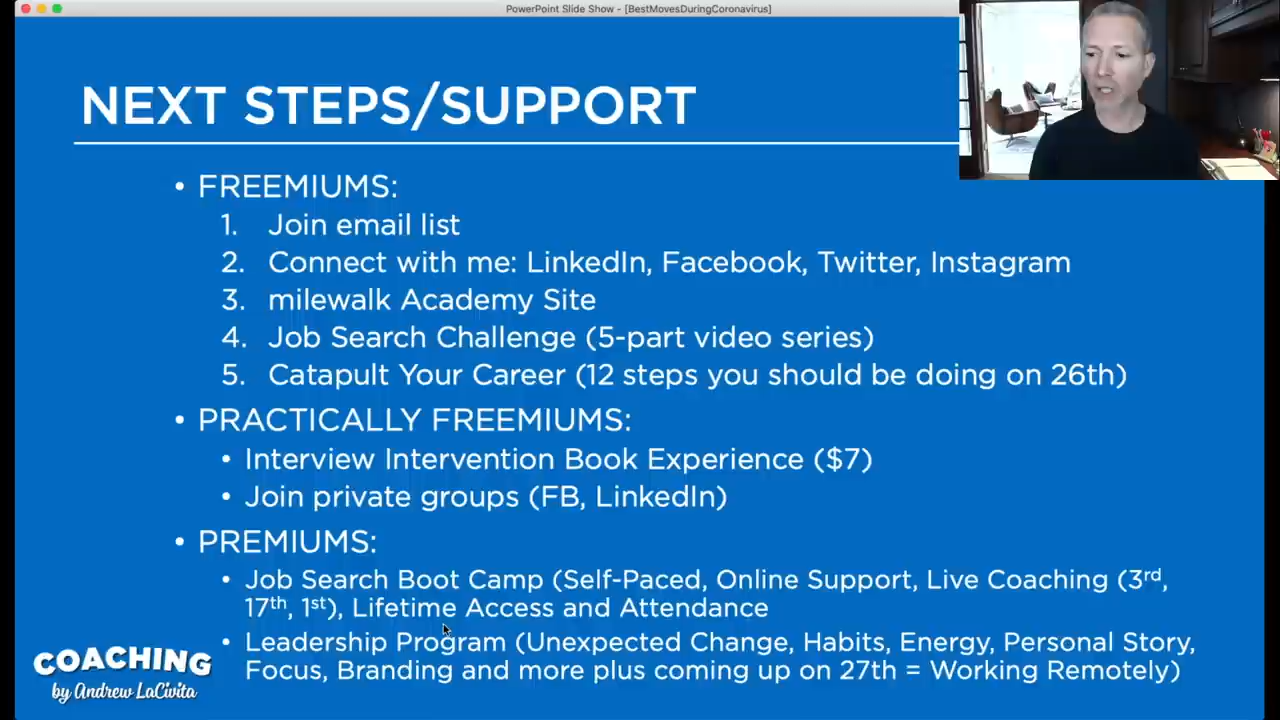 PowerPoint Slide Show - [BestMovesDuringCoronavirus]
NEXT STEPS/SUPPORT
• FREEMIUMS:
1. Join email list
2. Connect with me: LinkedIn, Facebook, Twitter, Instagram
3. milewalk Academy Site
4. Job Search Challenge (5-part video series)
5. Catapult Your Career (12 steps you should be doing on 26th)
• PRACTICALLY FREEMIUMS:
• Interview Intervention Book Experience ($7)
• Join private groups (FB, LinkedIn)
• PREMIUMS:
• Job Search Boot Camp (Self-Paced, Online Support, Live Coaching (3rd,
17th, 1st), Lifetime Access and Attendance
• Leadership Program (Unexpected Change, Habits, Energy, Personal Story,
Focus, Branding and more plus coming up on 27th = Working Remotely)
COACHING
by Andrew LaCivita